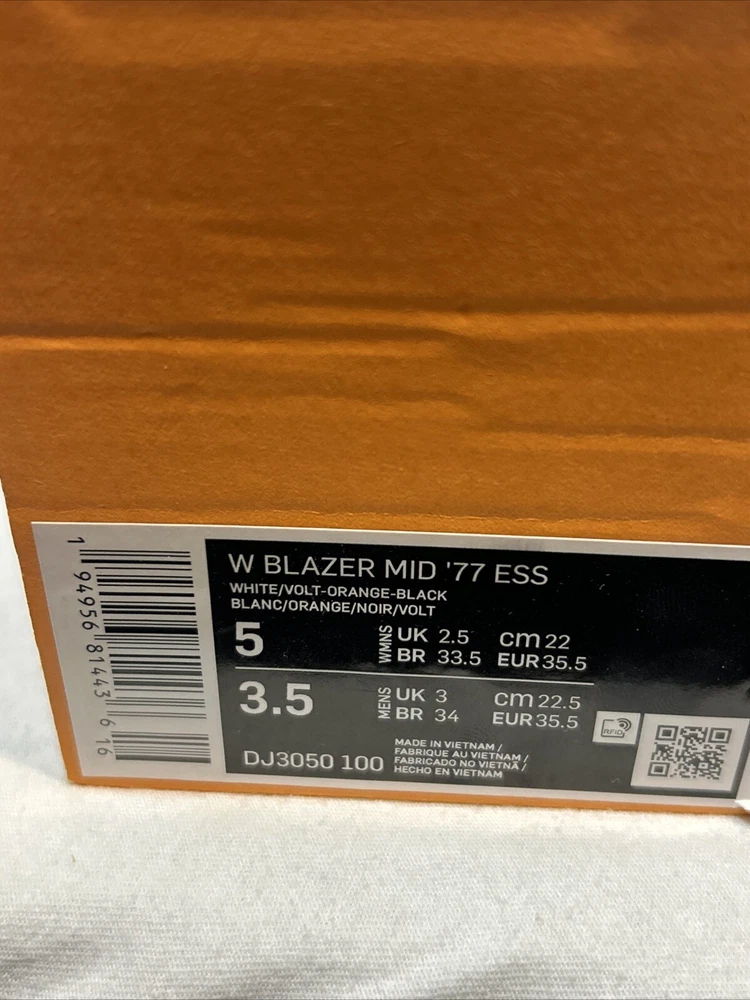 W BLAZER MID '77 ESS
WHITE/VOLT-ORANGE-BLACK
BLANC/ORANGE/NOIR/VOLT
5 WMNS UK 2.5 cm 22
BR 33.5 EUR 35.5
3.5 MENS UK 3 cm 22.5
BR 34 EUR 35.5
DJ3050 100
MADE IN VIETNAM /
FABRIQUE AU VIETNAM /
FABRICADO NO VIETNÃ /
HECHO EN VIETNAM
RFID
1 94956 81443 6 16